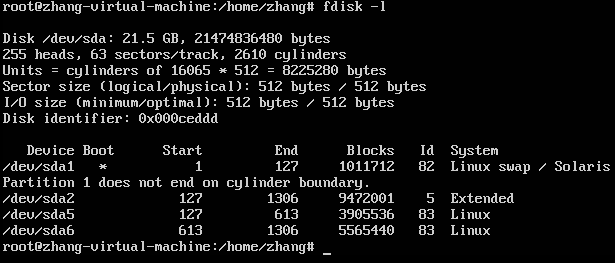 root@zhang-virtual-machine:/home/zhang# fdisk -l
Disk /dev/sda: 21.5 GB, 21474836480 bytes
255 heads, 63 sectors/track, 2610 cylinders
Units = cylinders of 16065 * 512 = 8225280 bytes
Sector size (logical/physical): 512 bytes / 512 bytes
I/O size (minimum/optimal): 512 bytes / 512 bytes
Disk identifier: 0x000ceddd
Device Boot Start End Blocks Id System
/dev/sda1 * 1 127 1011712 82 Linux swap / Solaris
Partition 1 does not end on cylinder boundary.
/dev/sda2 127 1306 9472001 5 Extended
/dev/sda5 127 613 3905536 83 Linux
/dev/sda6 613 1306 5565440 83 Linux
root@zhang-virtual-machine:/home/zhang# _